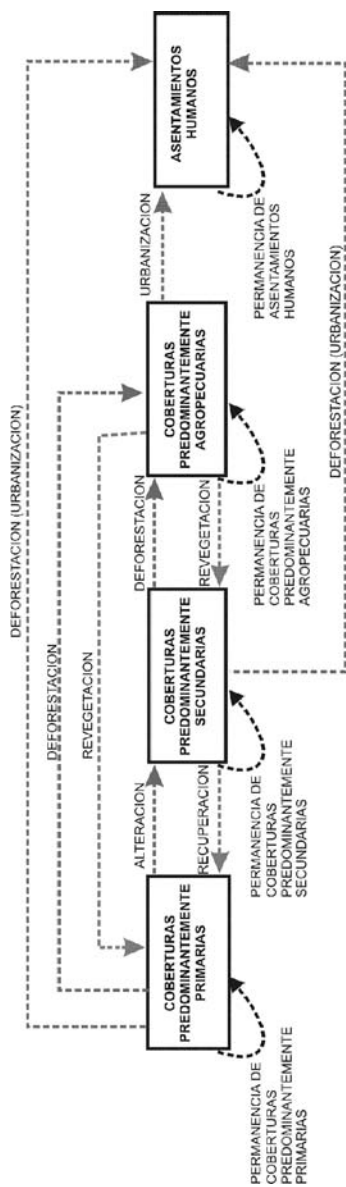 DEFORESTACION (URBANIZACION)
DEFORESTACION
REVEGETACION
ALTERACION
DEFORESTACION
URBANIZACION
COBERTURAS
PREDOMINANTEMENTE
PRIMARIAS
COBERTURAS
PREDOMINANTEMENTE
SECUNDARIAS
COBERTURAS
PREDOMINANTEMENTE
AGROPECUARIAS
ASENTAMIENTOS
HUMANOS
RECUPERACION
REVEGETACION
PERMANENCIA DE
COBERTURAS
PREDOMINANTEMENTE
PRIMARIAS
PERMANENCIA DE
COBERTURAS
PREDOMINANTEMENTE
SECUNDARIAS
PERMANENCIA DE
COBERTURAS
PREDOMINANTEMENTE
AGROPECUARIAS
PERMANENCIA DE
ASENTAMIENTOS
HUMANOS
DEFORESTACION (URBANIZACION)